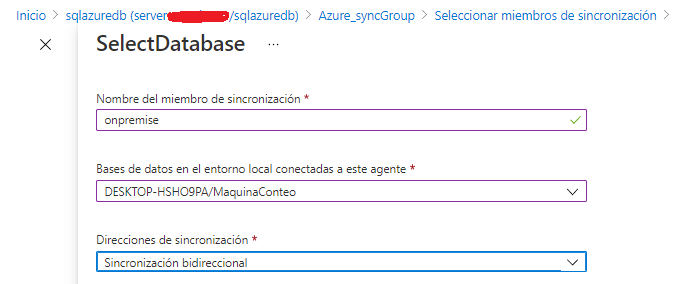 Inicio > sqlazuredb (server /sqlazuredb) > Azure_syncGroup > Seleccionar miembros de sincronización >
SelectDatabase ...
Nombre del miembro de sincronización *
onpremise
Bases de datos en el entorno local conectadas a este agente *
DESKTOP-HSHO9PA/MaquinaConteo
Direcciones de sincronización *
Sincronización bidireccional